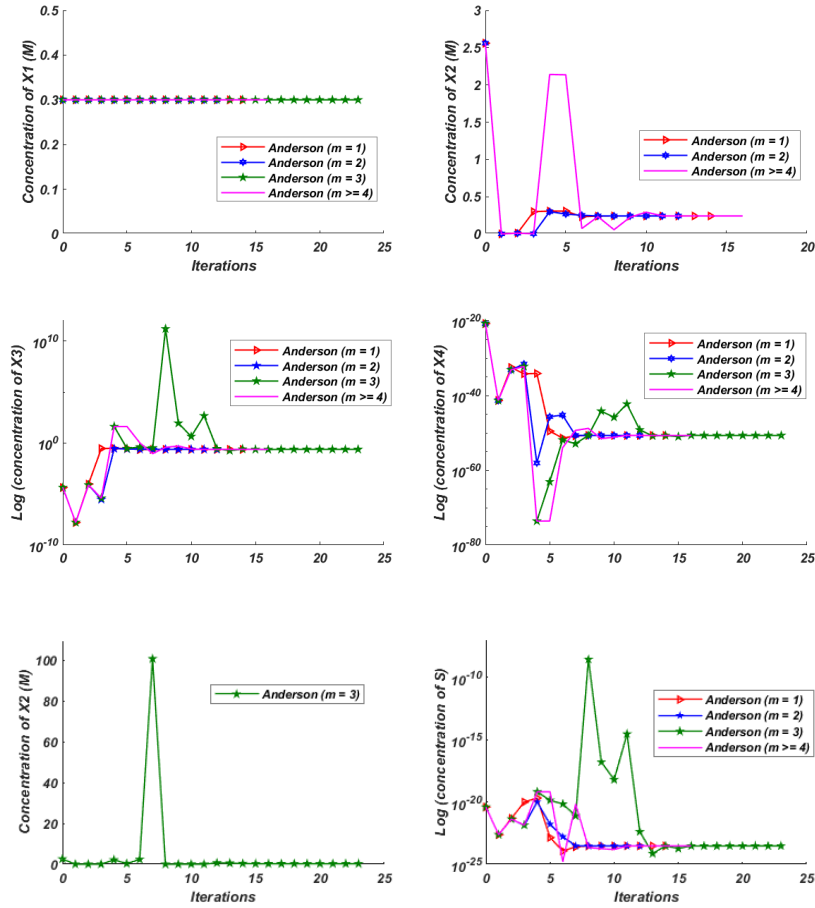 0.5
0.4
0.3
0.2
0.1
0
Concentration of X1 (M)
Anderson (m = 1)
Anderson (m = 2)
Anderson (m = 3)
Anderson (m >= 4)
0 5 10 15 20 25
Iterations
3
2.5
2
1.5
1
0.5
0
Concentration of X2 (M)
Anderson (m = 1)
Anderson (m = 2)
Anderson (m >= 4)
0 5 10 15 20
Iterations
10^10
10^0
10^-10
Log (concentration of X3)
Anderson (m = 1)
Anderson (m = 2)
Anderson (m = 3)
Anderson (m >= 4)
0 5 10 15 20 25
10^-20
10^-40
10^-60
10^-80
Log (concentration of X4)
Anderson (m = 1)
Anderson (m = 2)
Anderson (m = 3)
Anderson (m >= 4)
0 5 10 15 20 25
100
80
60
40
20
0
Concentration of X2 (M)
Anderson (m = 3)
0 5 10 15 20 25
Iterations
10^-10
10^-15
10^-20
10^-25
Log (concentration of S)
Anderson (m = 1)
Anderson (m = 2)
Anderson (m = 3)
Anderson (m >= 4)
0 5 10 15 20 25
Iterations